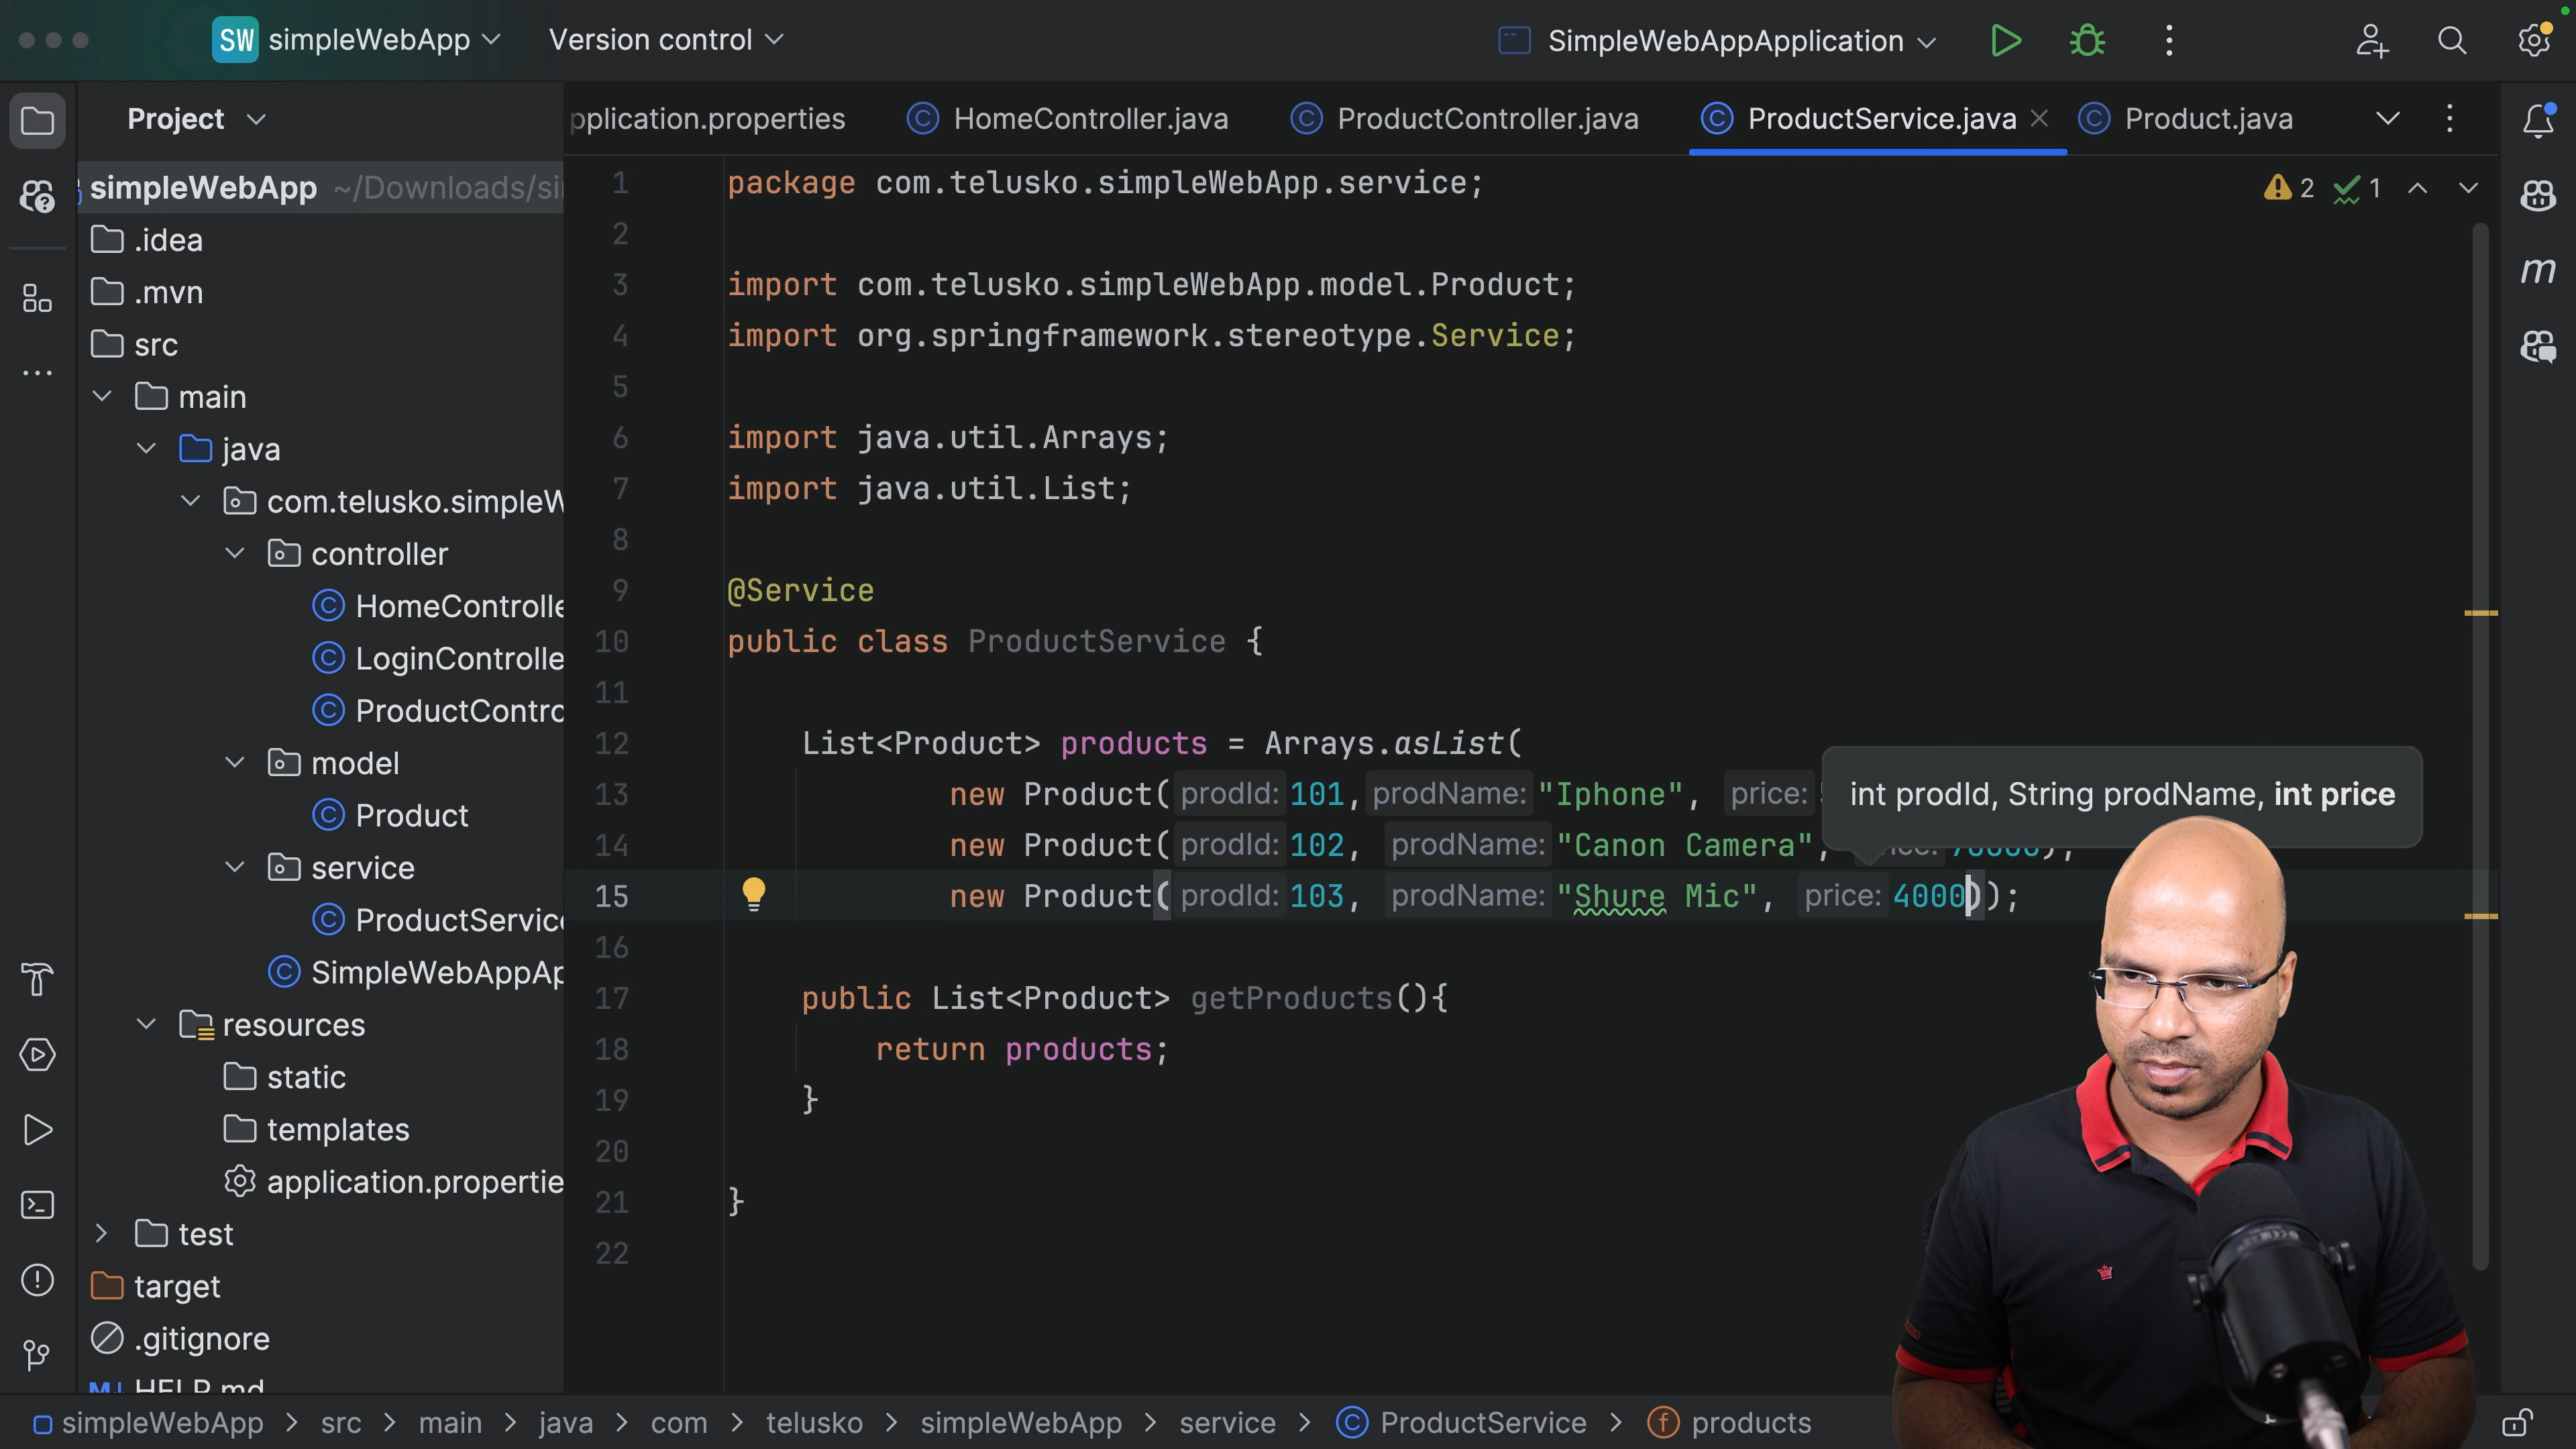 SW simpleWebApp Version control SimpleWebAppApplication
Project
pplication.properties HomeController.java ProductController.java ProductService.java Product.java
simpleWebApp ~/Downloads/si
.idea
.mvn
src
main
java
com.telusko.simpleW
controller
HomeControlle
LoginControlle
ProductContro
model
Product
service
ProductService
SimpleWebAppAp
resources
static
templates
application.propertie
test
target
.gitignore
HELP.md
2 1
1 package com.telusko.simpleWebApp.service;
2
3 import com.telusko.simpleWebApp.model.Product;
4 import org.springframework.stereotype.Service;
5
6 import java.util.Arrays;
7 import java.util.List;
8
9 @Service
10 public class ProductService {
11
12 List<Product> products = Arrays.asList(
13 new Product( prodId: 101, prodName: "Iphone", price:
int prodId, String prodName, int price
14 new Product( prodId: 102, prodName: "Canon Camera",
15 new Product( prodId: 103, prodName: "Shure Mic", price: 4000));
16
17 public List<Product> getProducts(){
18 return products;
19 }
20
21 }
22
m
simpleWebApp > src > main > java > com > telusko > simpleWebApp > service > ProductService > products